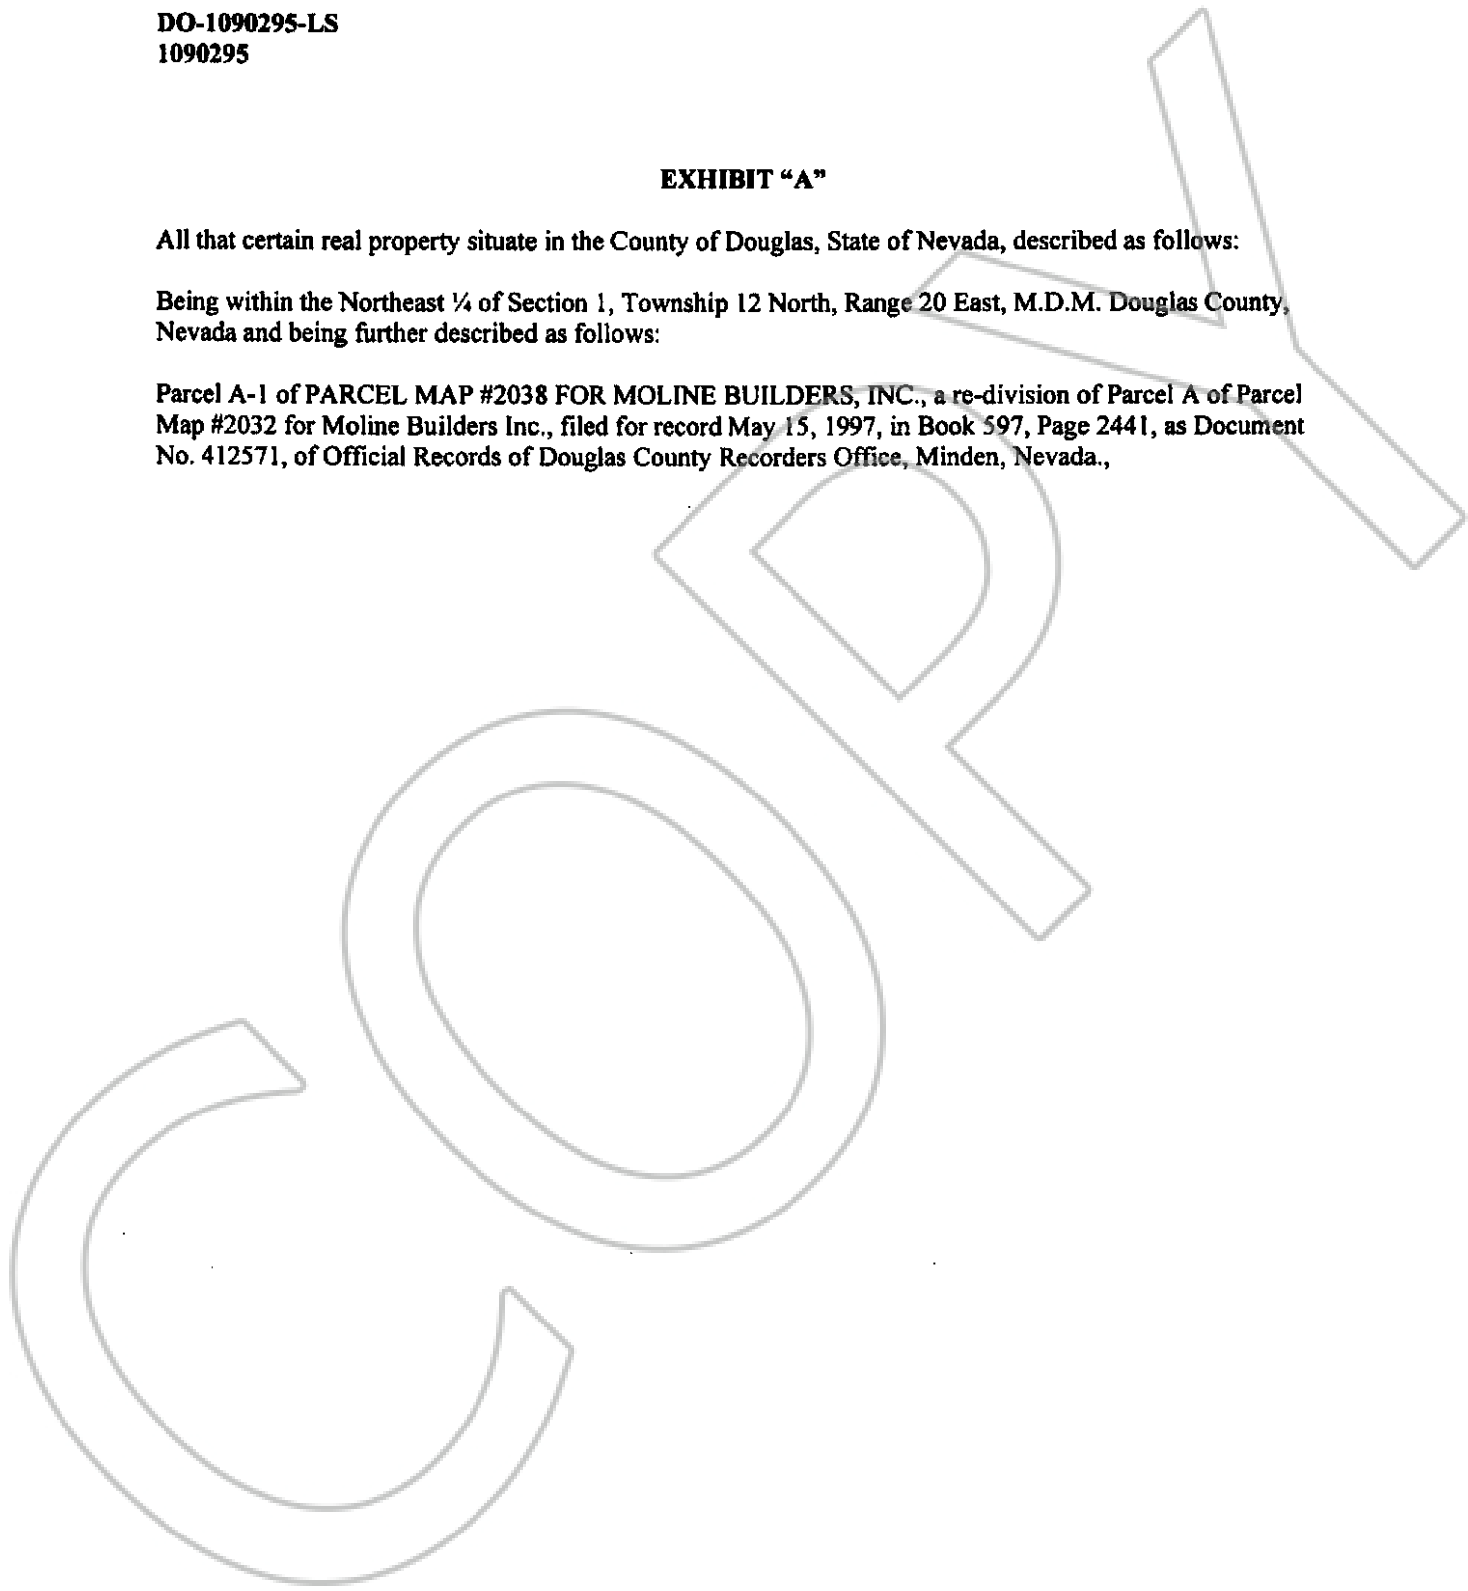 DO-1090295-LS
1090295
EXHIBIT “A”
All that certain real property situate in the County of Douglas, State of Nevada, described as follows:
Being within the Northeast ¼ of Section 1, Township 12 North, Range 20 East, M.D.M. Douglas County,
Nevada and being further described as follows:
Parcel A-1 of PARCEL MAP #2038 FOR MOLINE BUILDERS, INC., a re-division of Parcel A of Parcel
Map #2032 for Moline Builders Inc., filed for record May 15, 1997, in Book 597, Page 2441, as Document
No. 412571, of Official Records of Douglas County Recorders Office, Minden, Nevada.,
COPY